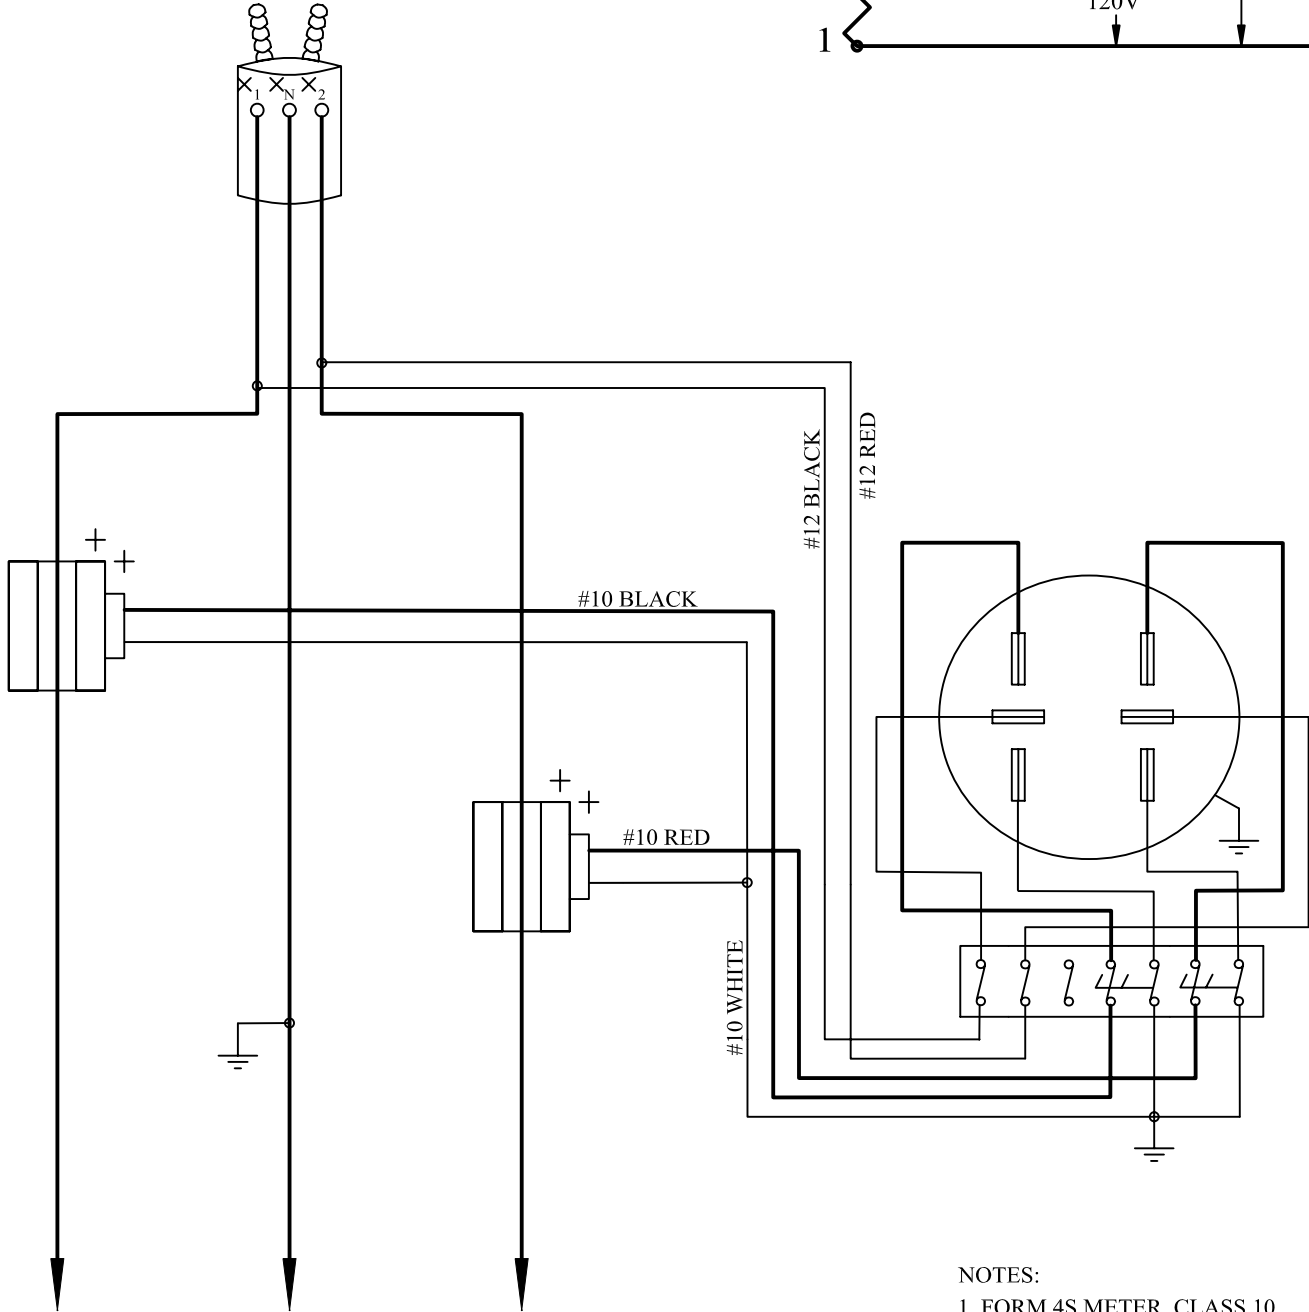 120V
1
X1 XN X2
#12 BLACK
#12 RED
#10 BLACK
#10 RED
#10 WHITE
NOTES:
1. FORM 4S METER, CLASS 10